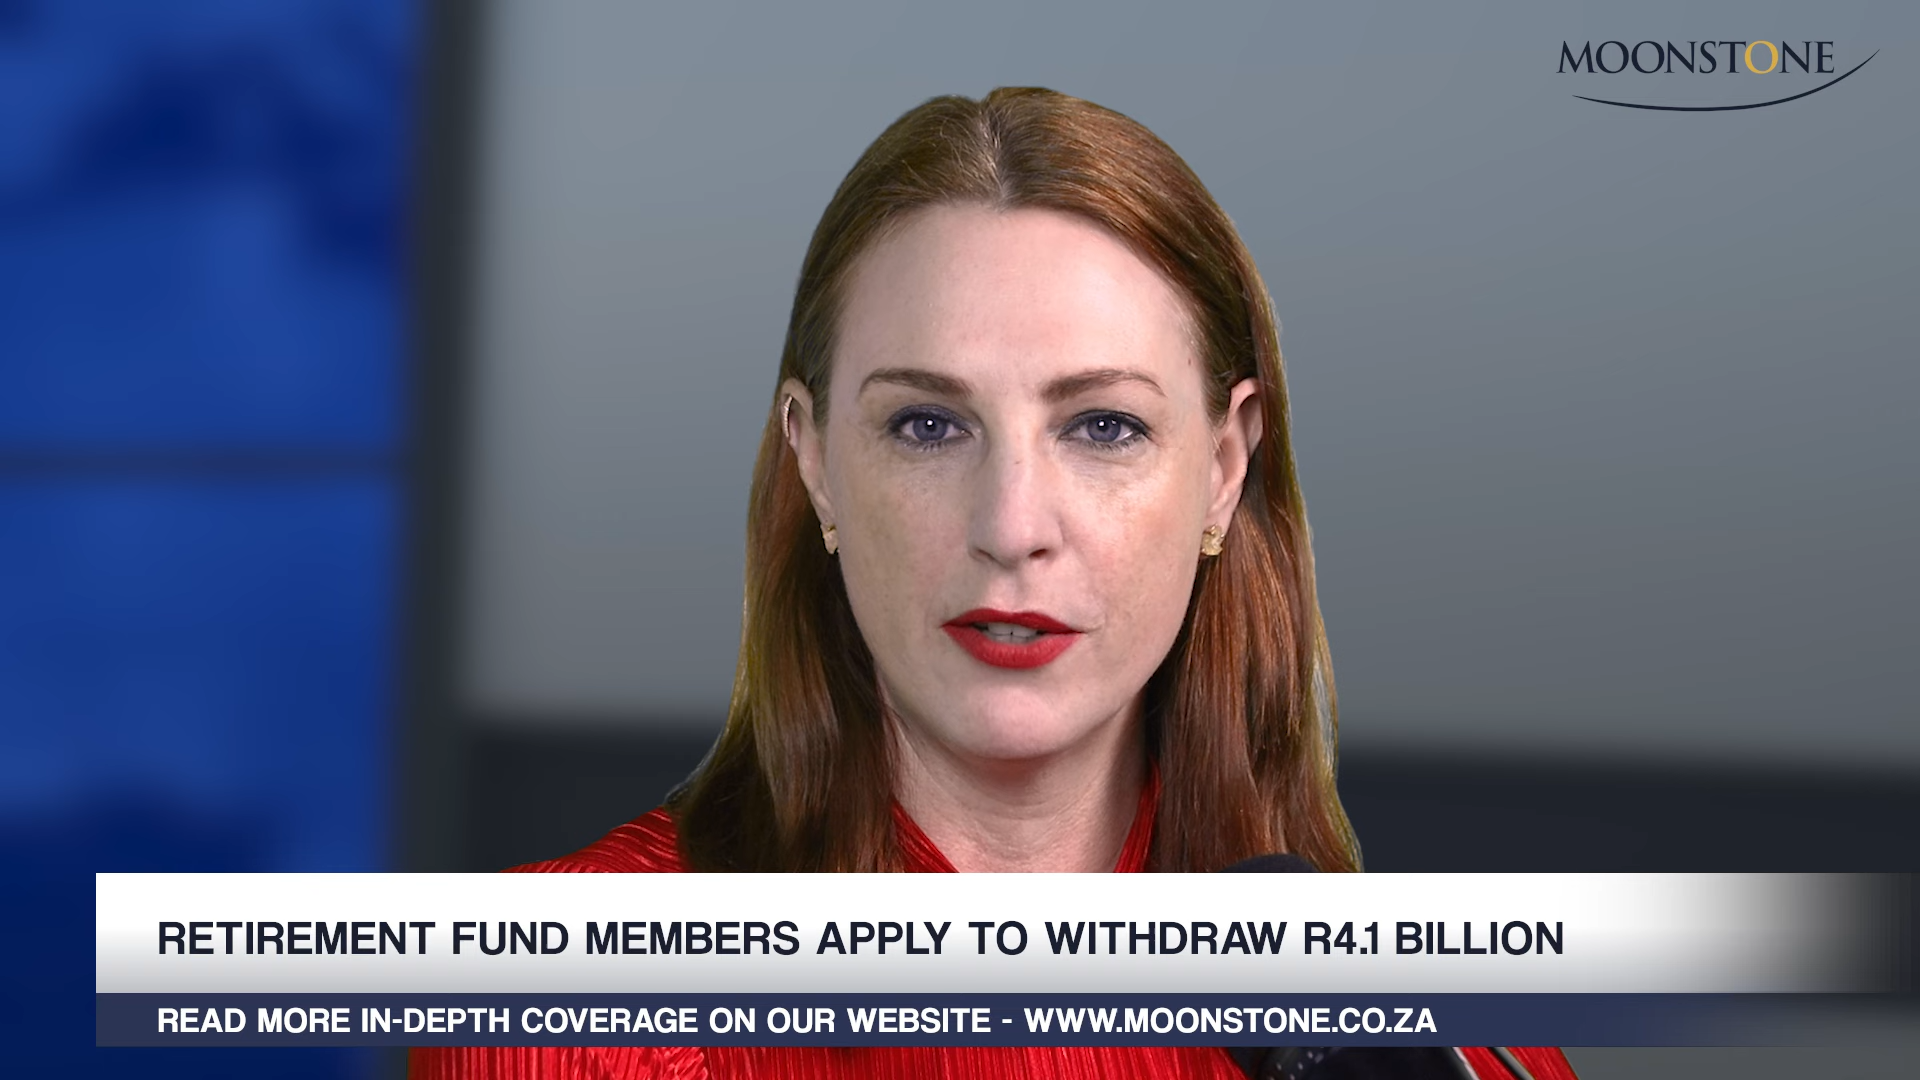 MOONSTONE
RETIREMENT FUND MEMBERS APPLY TO WITHDRAW R4.1 BILLION
READ MORE IN-DEPTH COVERAGE ON OUR WEBSITE - WWW.MOONSTONE.CO.ZA